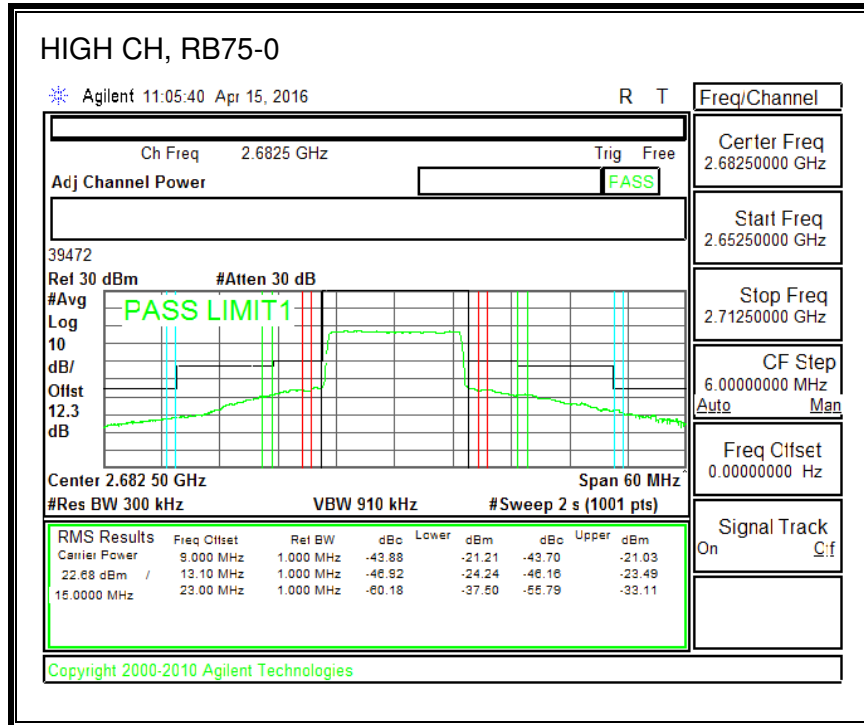 HIGH CH, RB75-0
Agilent 11:05:40 Apr 15, 2016 R T
Freq/Channel
Ch Freq 2.6825 GHz Trig Free
Adj Channel Power PASS
Center Freq
2.68250000 GHz
Start Freq
2.65250000 GHz
39472
Ref 30 dBm #Atten 30 dB
#Avg
Log
10
dB/
Offst
12.3
dB
PASS LIMIT1
Stop Freq
2.71250000 GHz
CF Step
6.00000000 MHz
Auto Man
Freq Offset
0.00000000 Hz
Center 2.682 50 GHz Span 60 MHz
#Res BW 300 kHz VBW 910 kHz #Sweep 2 s (1001 pts)
Signal Track
On Off
RMS Results Freq Offset Ref BW dBc Lower dBm dBc Upper dBm
Carrier Power 9.000 MHz 1.000 MHz -43.88 -21.21 -43.70 -21.03
22.68 dBm / 13.10 MHz 1.000 MHz -46.92 -24.24 -46.16 -23.49
15.0000 MHz 23.00 MHz 1.000 MHz -60.18 -37.50 -55.79 -33.11
Copyright 2000-2010 Agilent Technologies